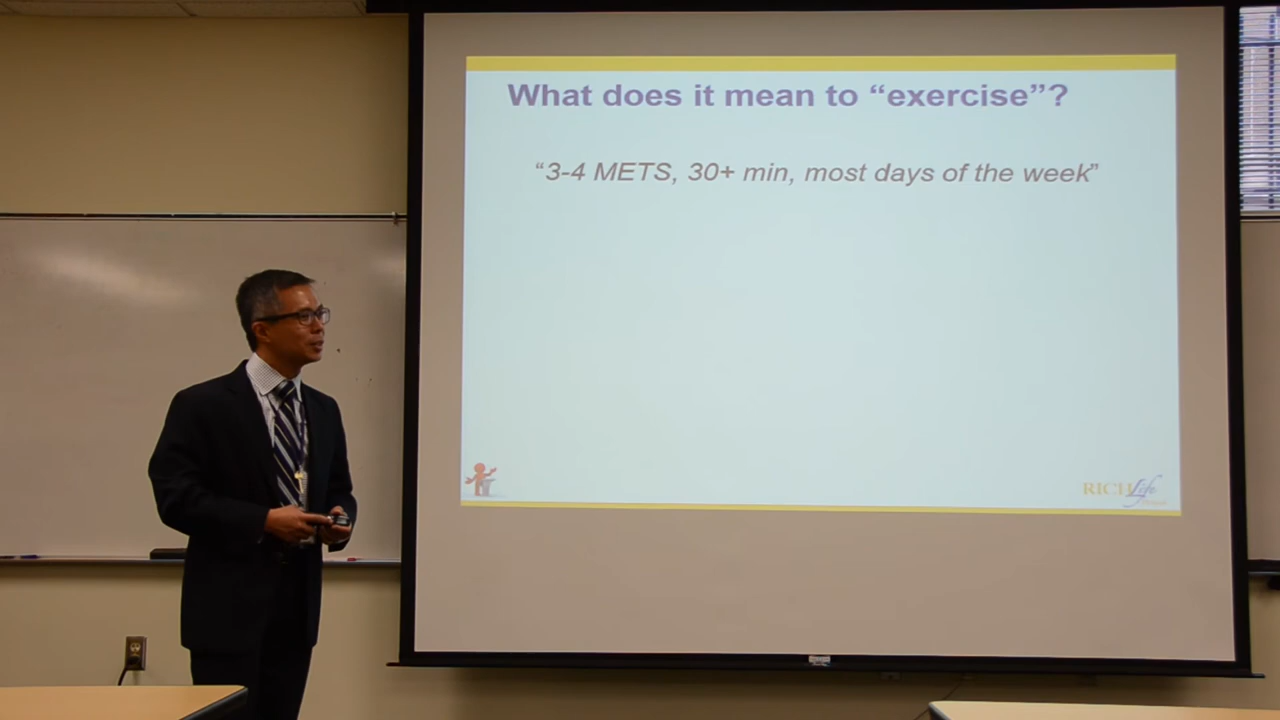 What does it mean to “exercise”?
“3-4 METS, 30+ min, most days of the week”
RICH Life